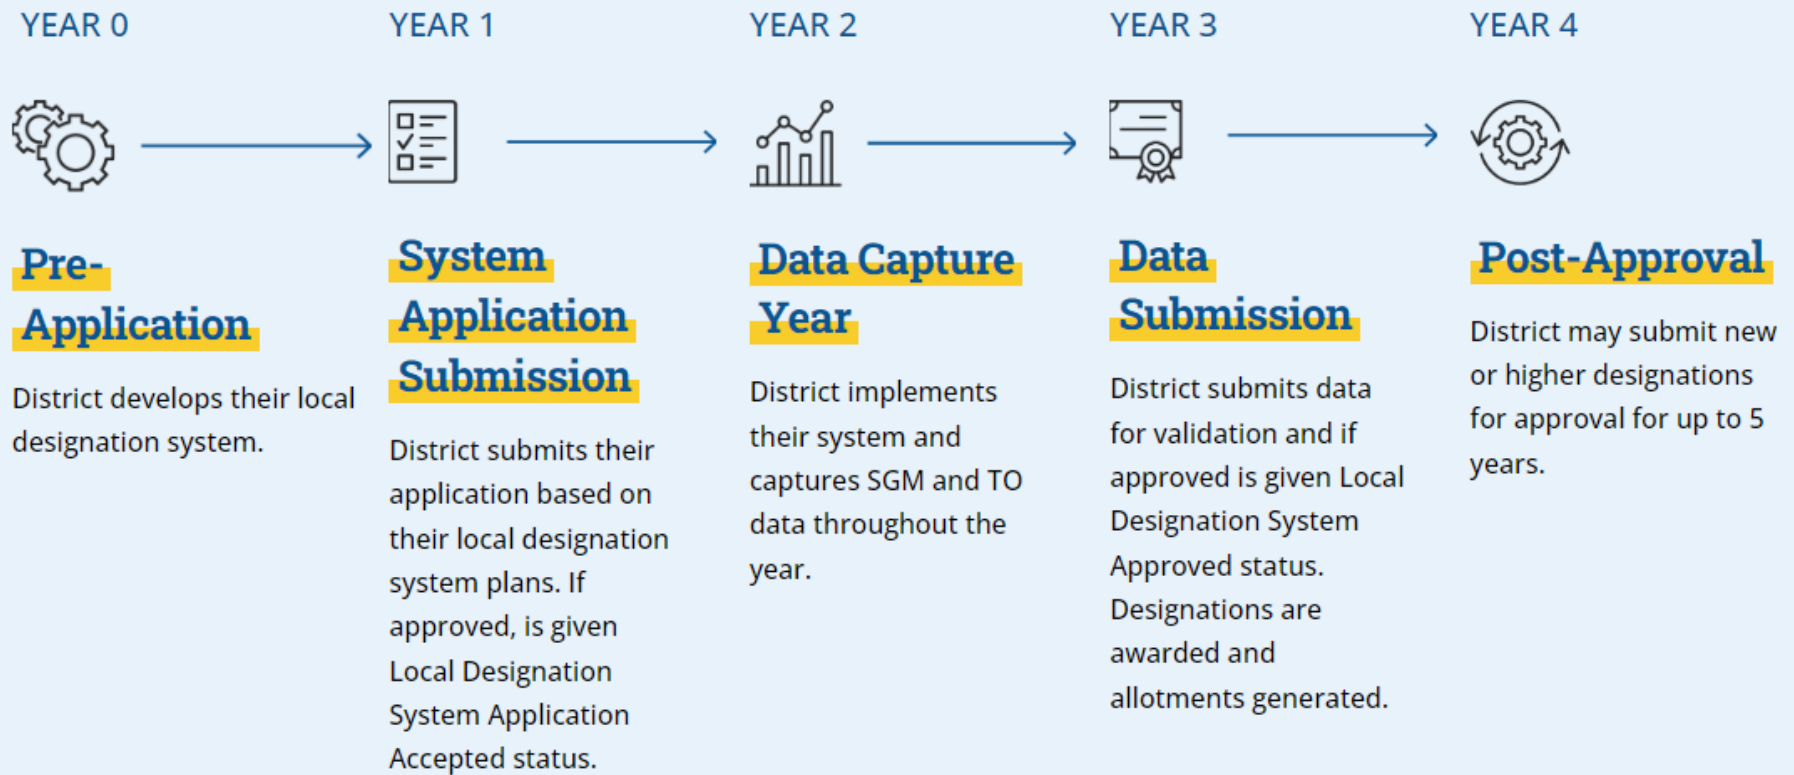 YEAR 0
Pre-
Application
District develops their local
designation system.
YEAR 1
System
Application
Submission
District submits their
application based on
their local designation
system plans. If
approved, is given
Local Designation
System Application
Accepted status.
YEAR 2
Data Capture
Year
District implements
their system and
captures SGM and TO
data throughout the
year.
YEAR 3
Data
Submission
District submits data
for validation and if
approved is given Local
Designation System
Approved status.
Designations are
awarded and
allotments generated.
YEAR 4
Post-Approval
District may submit new
or higher designations
for approval for up to 5
years.